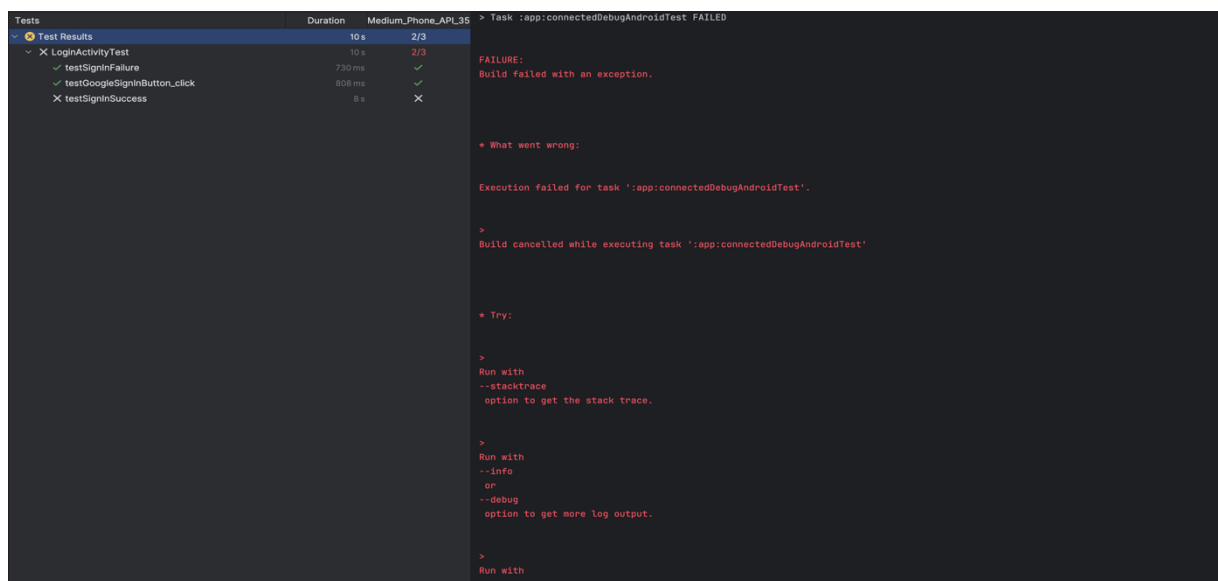 Tests Duration Medium_Phone_API_35
Test Results 10 s 2/3
LoginActivityTest 10 s 2/3
testSignInFailure 730 ms
testGoogleSignInButton_click 808 ms
testSignInSuccess 8 s
> Task :app:connectedDebugAndroidTest FAILED
FAILURE:
Build failed with an exception.
* What went wrong:
Execution failed for task ':app:connectedDebugAndroidTest'.
>
Build cancelled while executing task ':app:connectedDebugAndroidTest'
* Try:
>
Run with
--stacktrace
option to get the stack trace.
>
Run with
--info
or
--debug
option to get more log output.
>
Run with